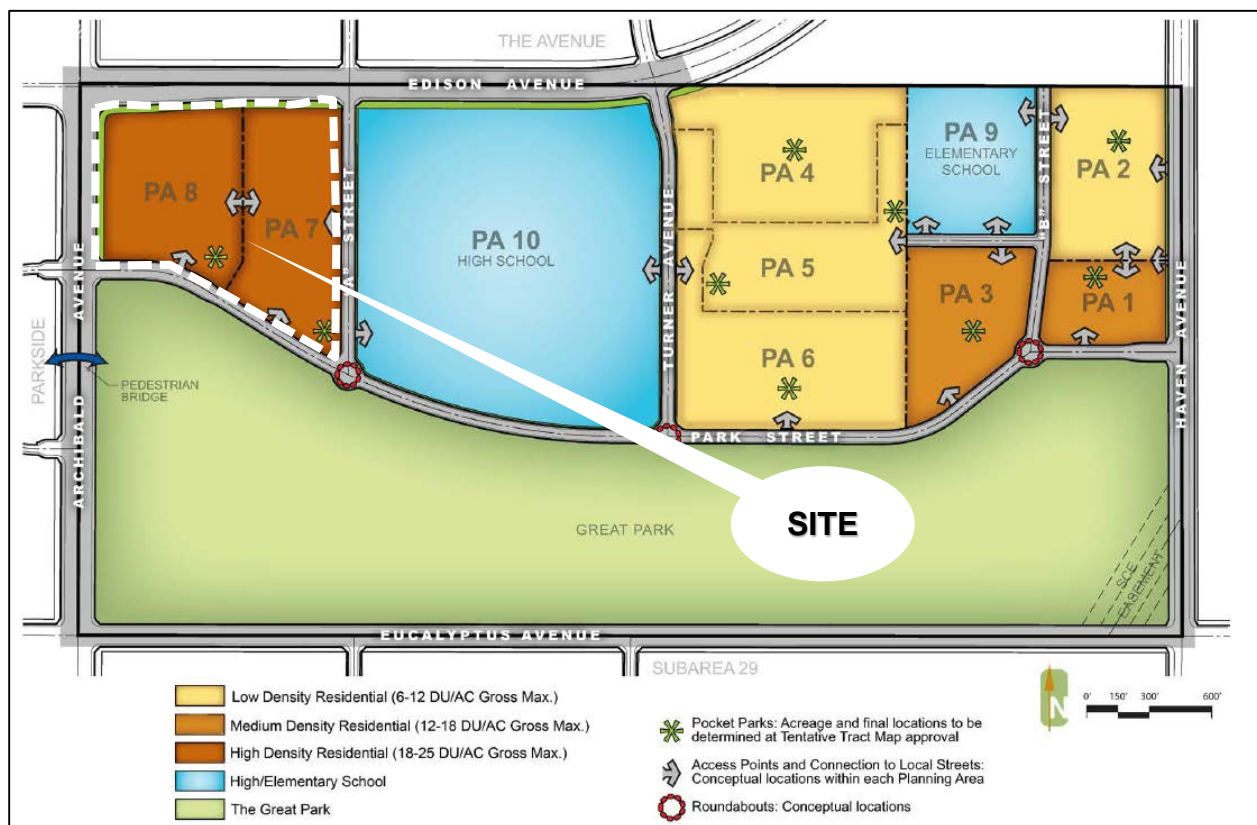 THE AVENUE
EDISON AVENUE
PA 8
PA 7
"A" STREET
PA 10
HIGH SCHOOL
TURNER AVENUE
PA 4
PA 5
PA 6
PA 9
ELEMENTARY
SCHOOL
"B" STREET
PA 2
PA 3
PA 1
HAVEN AVENUE
PARKSIDE
ARCHIBALD AVENUE
PEDESTRIAN
BRIDGE
PARK STREET
SITE
GREAT PARK
SCE
EASEMENT
EUCALYPTUS AVENUE
SUBAREA 29
Low Density Residential (6-12 DU/AC Gross Max.)
Medium Density Residential (12-18 DU/AC Gross Max.)
High Density Residential (18-25 DU/AC Gross Max.)
High/Elementary School
The Great Park
Pocket Parks: Acreage and final locations to be
determined at Tentative Tract Map approval
Access Points and Connection to Local Streets:
Conceptual locations within each Planning Area
Roundabouts: Conceptual locations
N
0' 150' 300' 600'